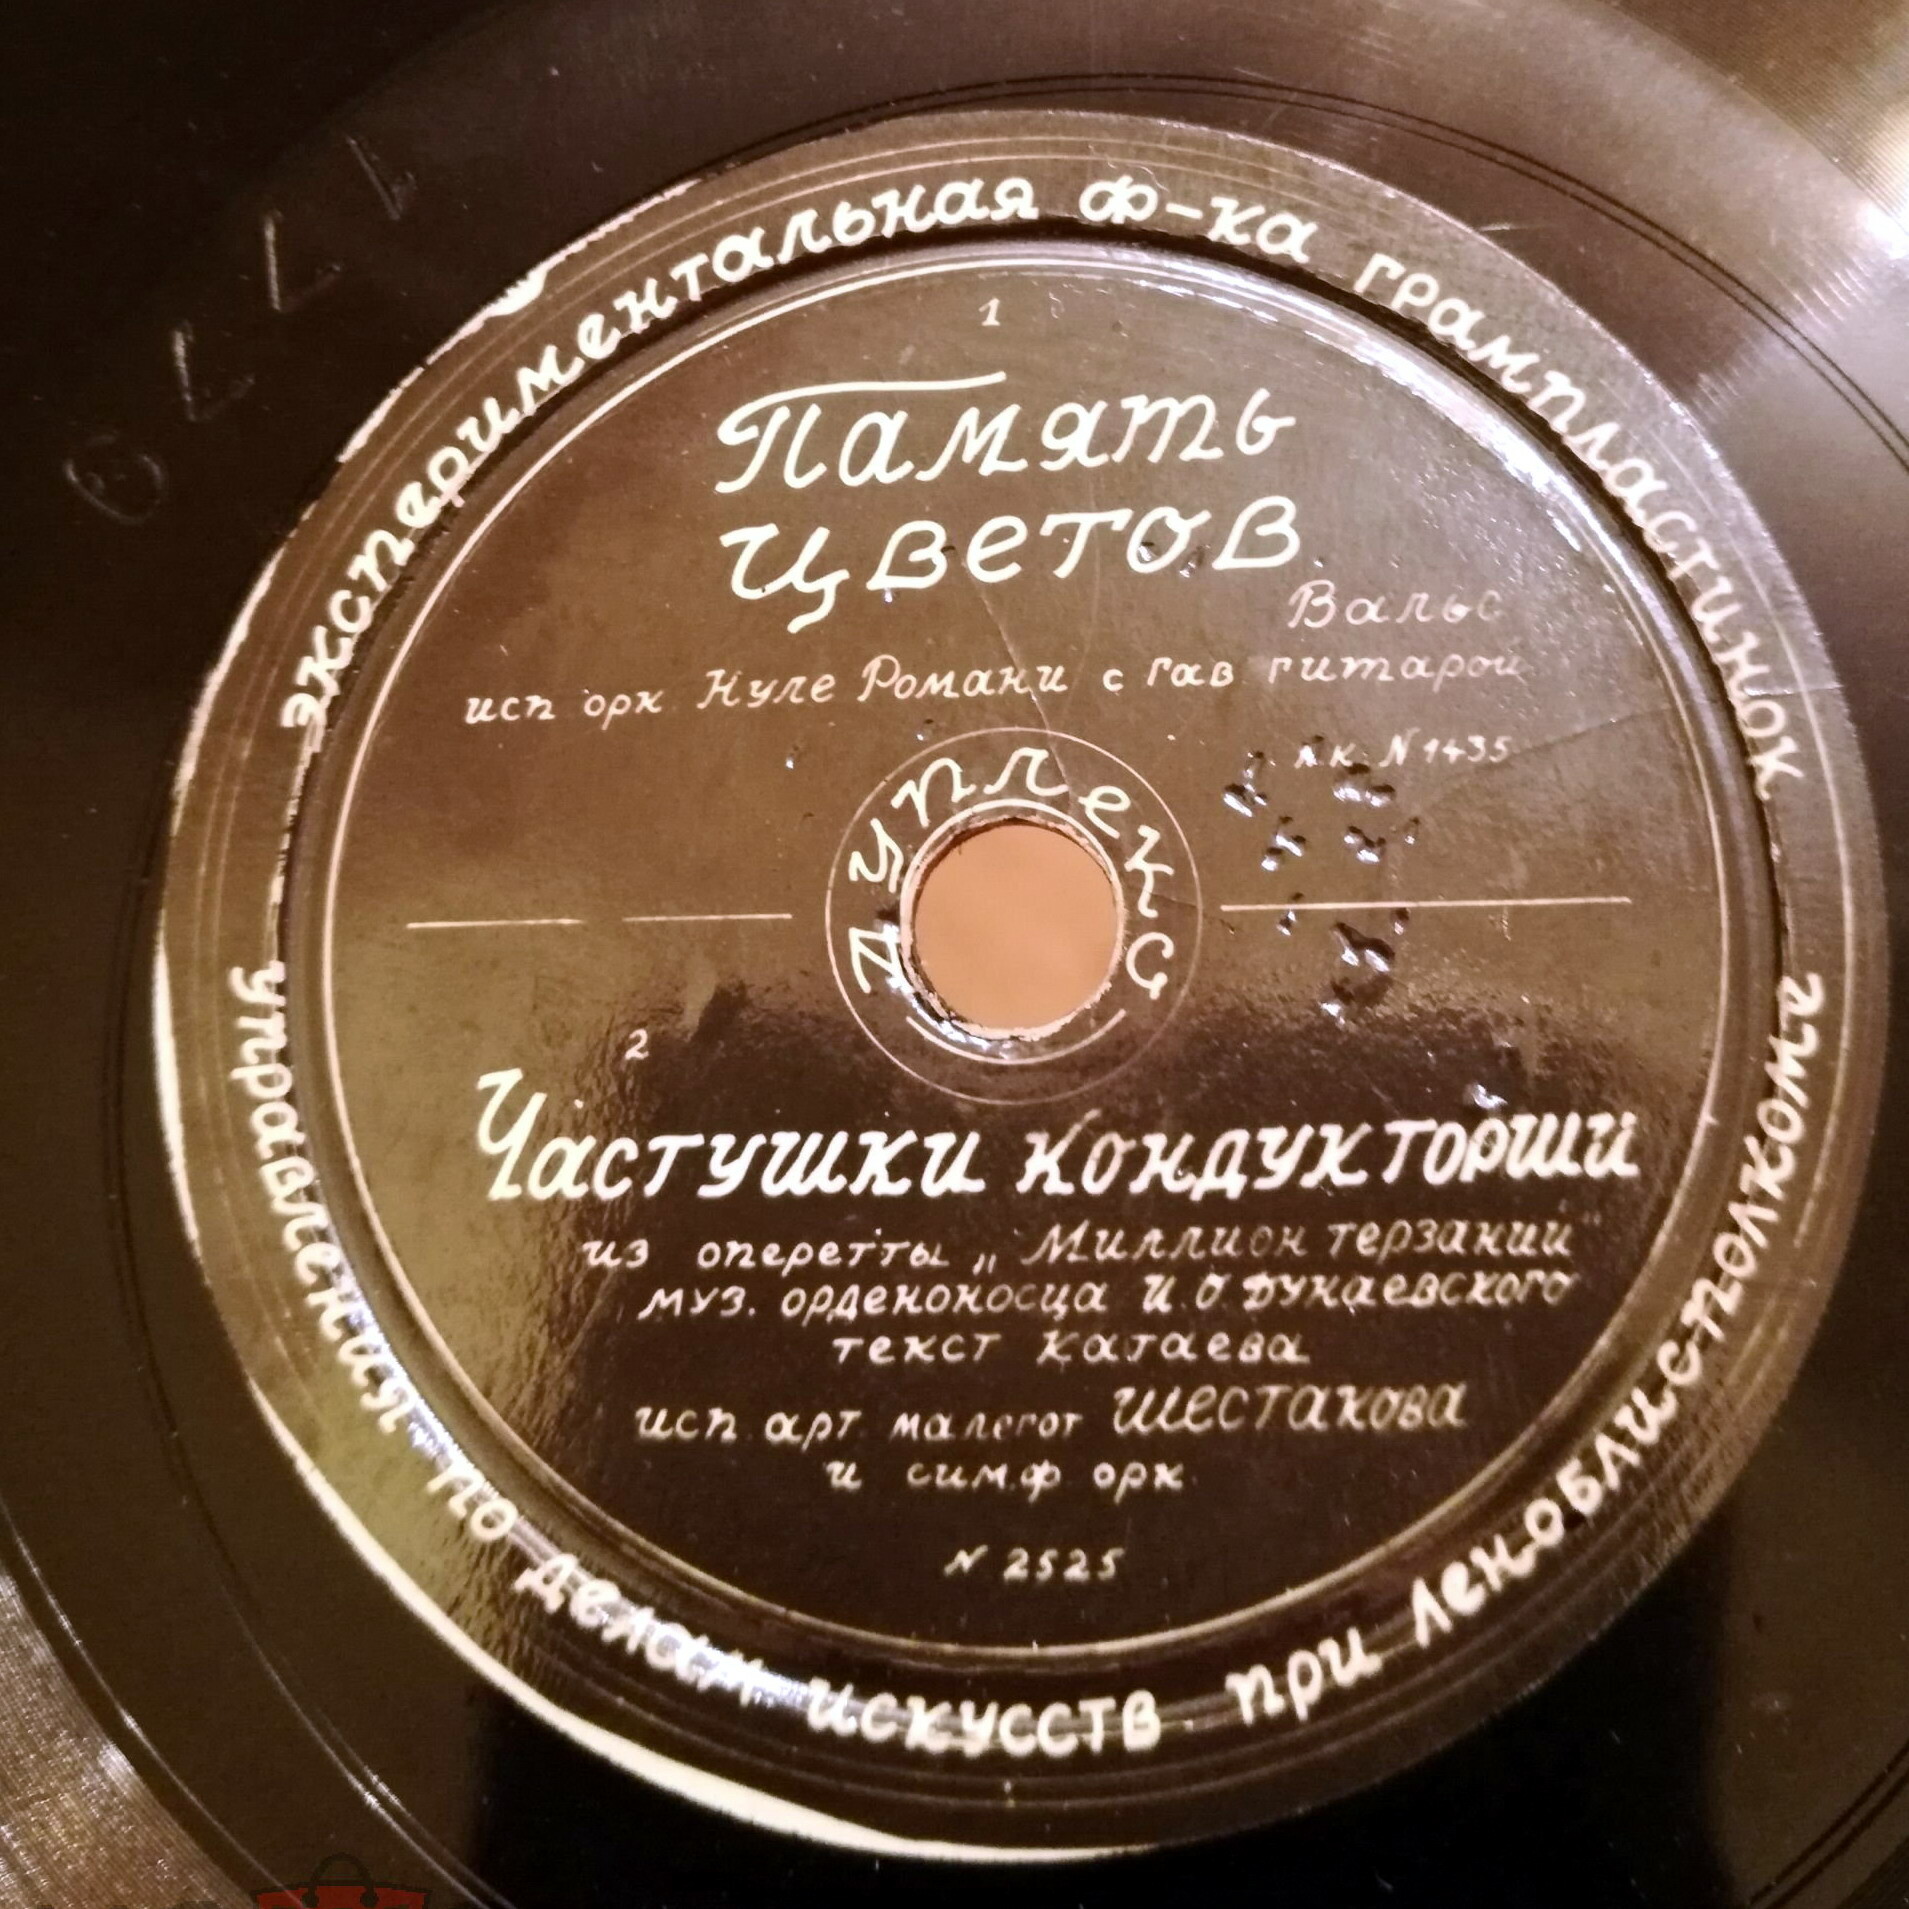 экспериментальная ф-ка грампластинок
1
Память
цветов
Вальс
исп орк Нуле Романи с гав гитарой
N 1435
Дуплекс
2
Частушки кондукторши
из оперетты „Миллион терзании"
муз. орденоносца И.О. Дунаевского
текст Катаева
исп. арт. малегот Шестакова
и симф орк.
N 2525
управления по делам искусств при леноблисполкоме